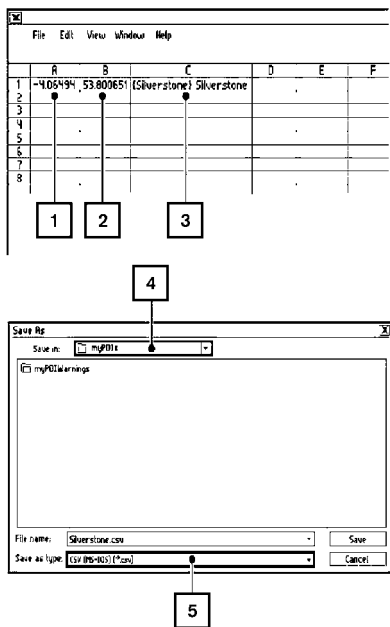 File Edit View Window Help
A B C D E F
1 -4.06494 53.800651 {Silverstone} Silverstone
2
3
4
5
6
7
8
1 2 3
4
Save As
Save in: myPOIs
myPOIWarnings
File name: Silverstone.csv Save
Save as type: CSV (MS-DOS) (*.csv) Cancel
5